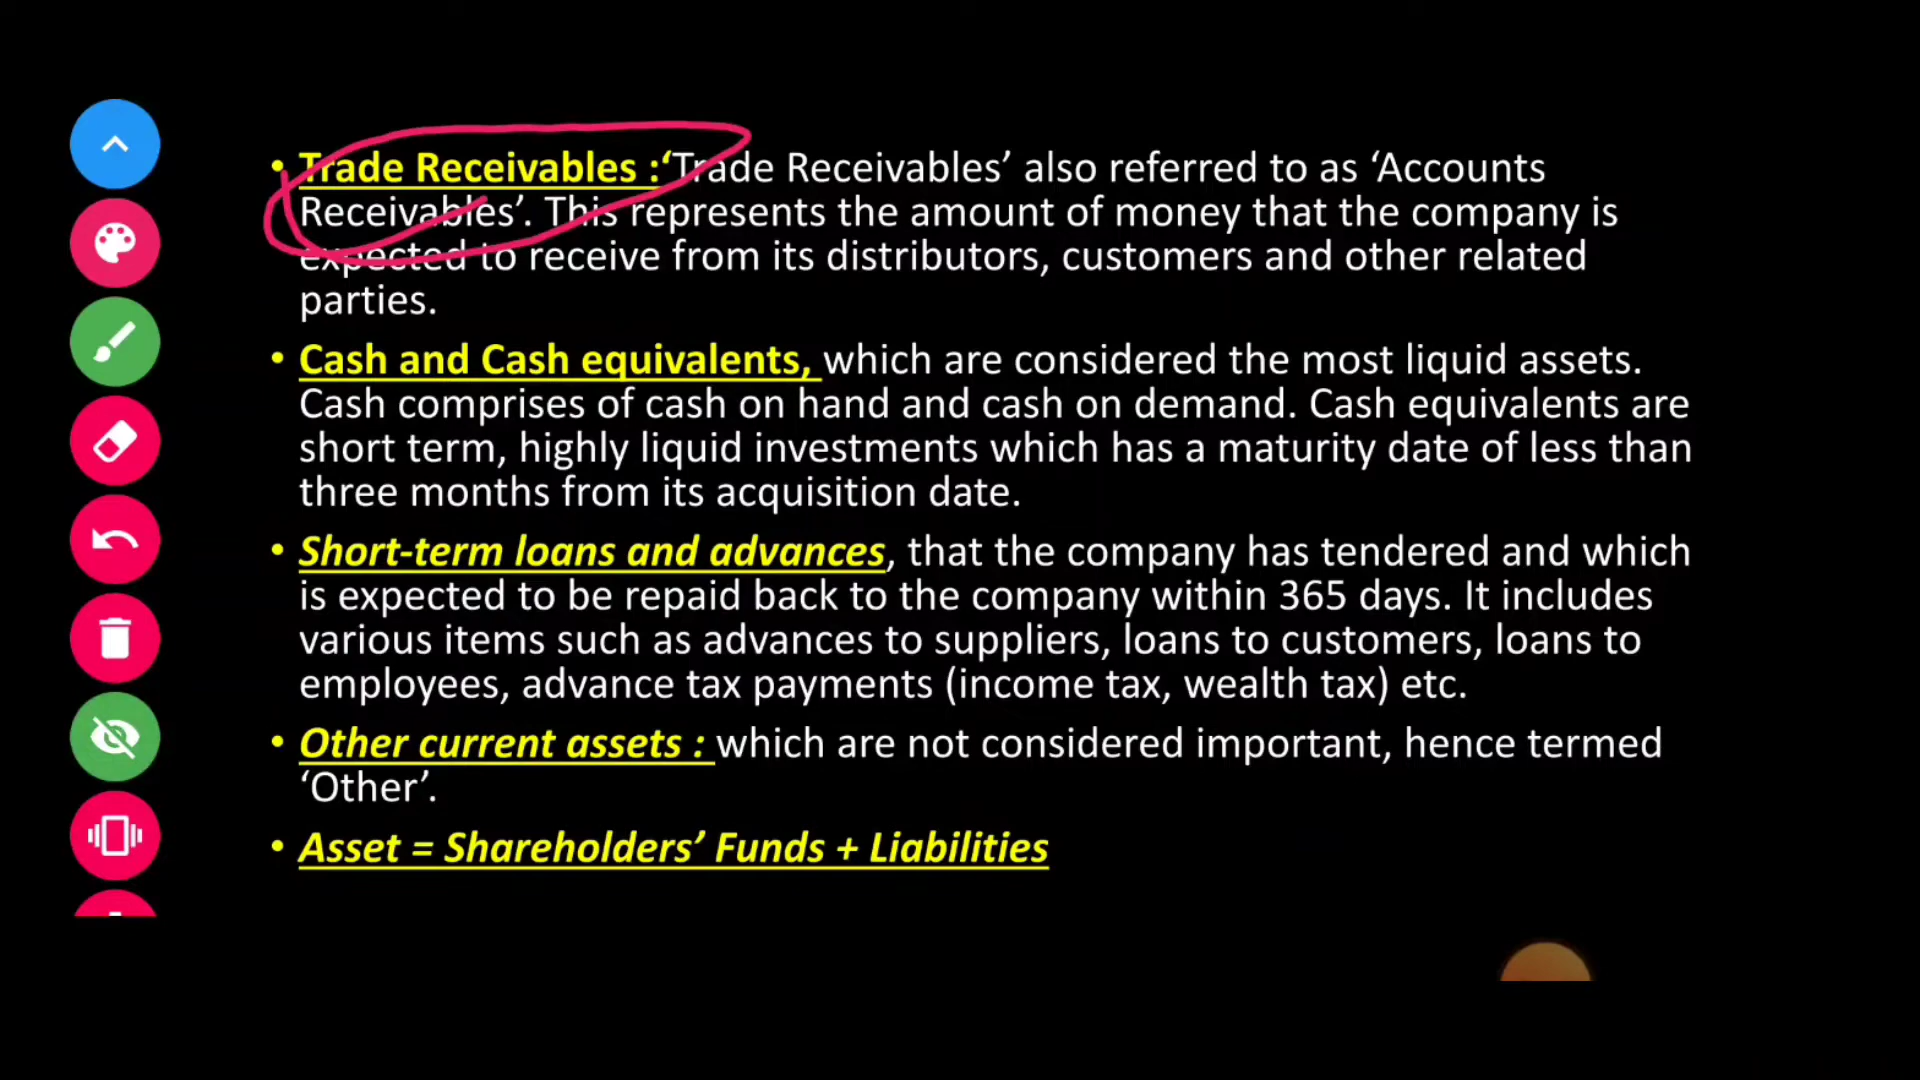 • Trade Receivables :‘Trade Receivables’ also referred to as ‘Accounts
Receivables’. This represents the amount of money that the company is
expected to receive from its distributors, customers and other related
parties.
• Cash and Cash equivalents, which are considered the most liquid assets.
Cash comprises of cash on hand and cash on demand. Cash equivalents are
short term, highly liquid investments which has a maturity date of less than
three months from its acquisition date.
• Short-term loans and advances, that the company has tendered and which
is expected to be repaid back to the company within 365 days. It includes
various items such as advances to suppliers, loans to customers, loans to
employees, advance tax payments (income tax, wealth tax) etc.
• Other current assets : which are not considered important, hence termed
‘Other’.
• Asset = Shareholders’ Funds + Liabilities